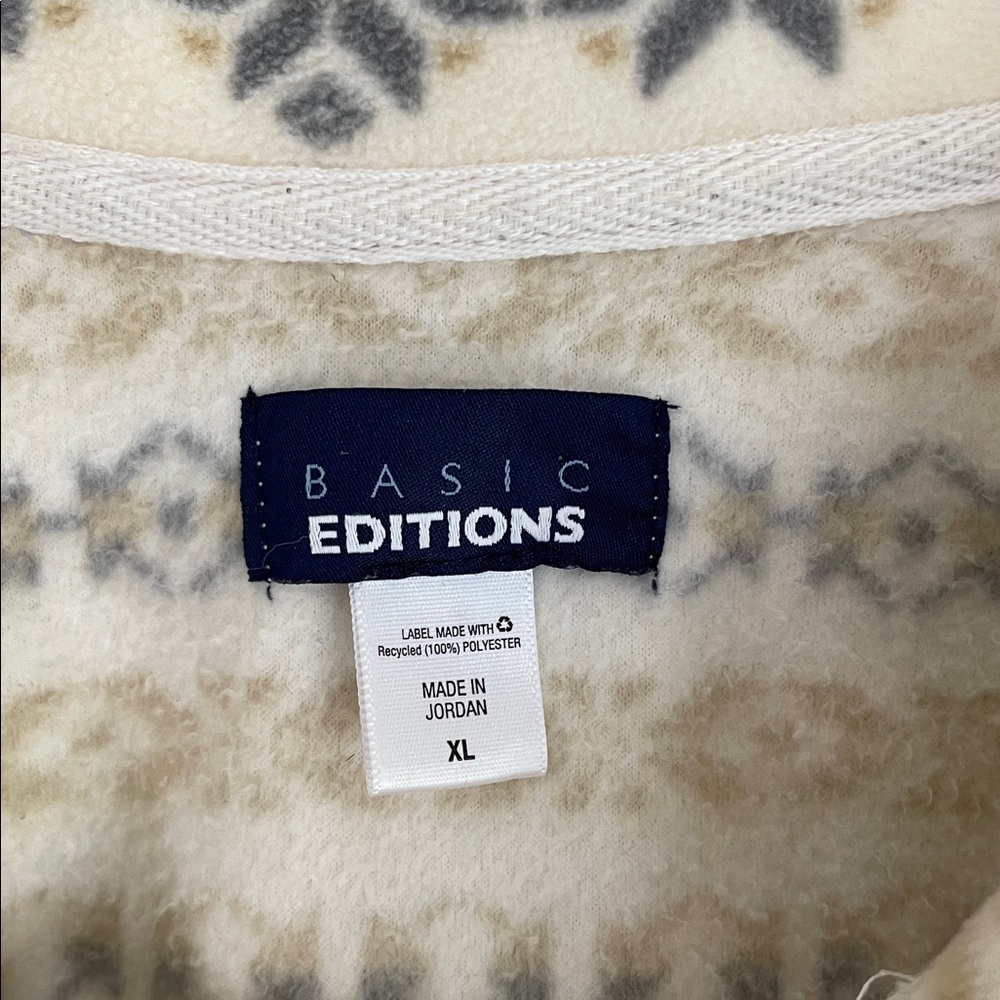 BASIC
EDITIONS
LABEL MADE WITH ♻
Recycled (100%) POLYESTER
MADE IN
JORDAN
XL